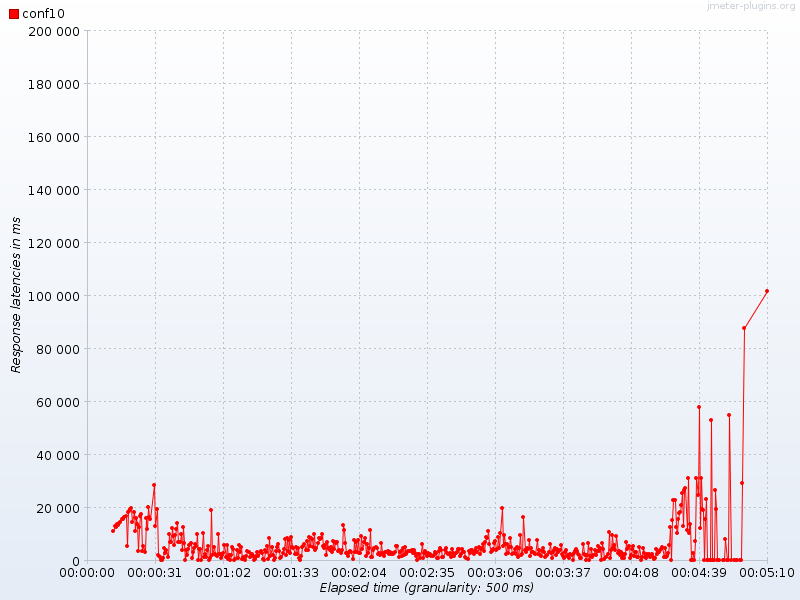 jmeter-plugins.org
conf10
200 000
180 000
160 000
140 000
120 000
100 000
80 000
60 000
40 000
20 000
0
Response latencies in ms
00:00:00 00:00:31 00:01:02 00:01:33 00:02:04 00:02:35 00:03:06 00:03:37 00:04:08 00:04:39 00:05:10
Elapsed time (granularity: 500 ms)